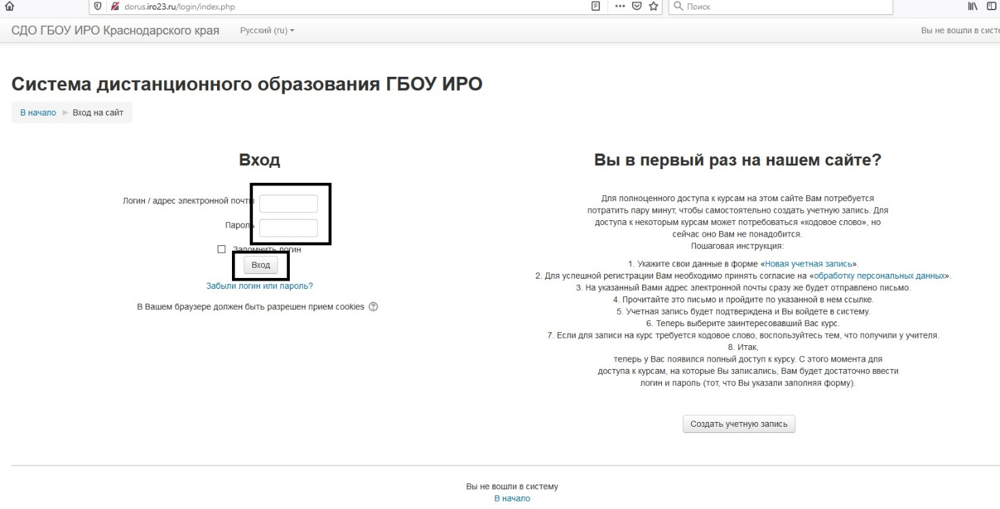 dorus.iro23.ru/login/index.php
Поиск
СДО ГБОУ ИРО Краснодарского края
Русский (ru)
Вы не вошли в систе
Система дистанционного образования ГБОУ ИРО
В начало
Вход на сайт
Вход
Логин / адрес электронной почты
Пароль
Запомнить логин
Вход
Забыли логин или пароль?
В Вашем браузере должен быть разрешен прием cookies
Вы в первый раз на нашем сайте?
Для полноценного доступа к курсам на этом сайте Вам потребуется
потратить пару минут, чтобы самостоятельно создать учетную запись. Для
доступа к некоторым курсам может потребоваться «кодовое слово», но
сейчас оно Вам не понадобится.
Пошаговая инструкция:
1. Укажите свои данные в форме «Новая учетная запись».
2. Для успешной регистрации Вам необходимо принять согласие на «обработку персональных данных».
3. На указанный Вами адрес электронной почты сразу же будет отправлено письмо.
4. Прочитайте это письмо и пройдите по указанной в нем ссылке.
5. Учетная запись будет подтверждена и Вы войдете в систему.
6. Теперь выберите заинтересовавший Вас курс.
7. Если для записи на курс требуется кодовое слово, воспользуйтесь тем, что получили у учителя.
8. Итак,
теперь у Вас появился полный доступ к курсу. С этого момента для
доступа к курсам, на которые Вы записались, Вам будет достаточно ввести
логин и пароль (тот, что Вы указали заполняя форму).
Создать учетную запись
Вы не вошли в систему
В начало